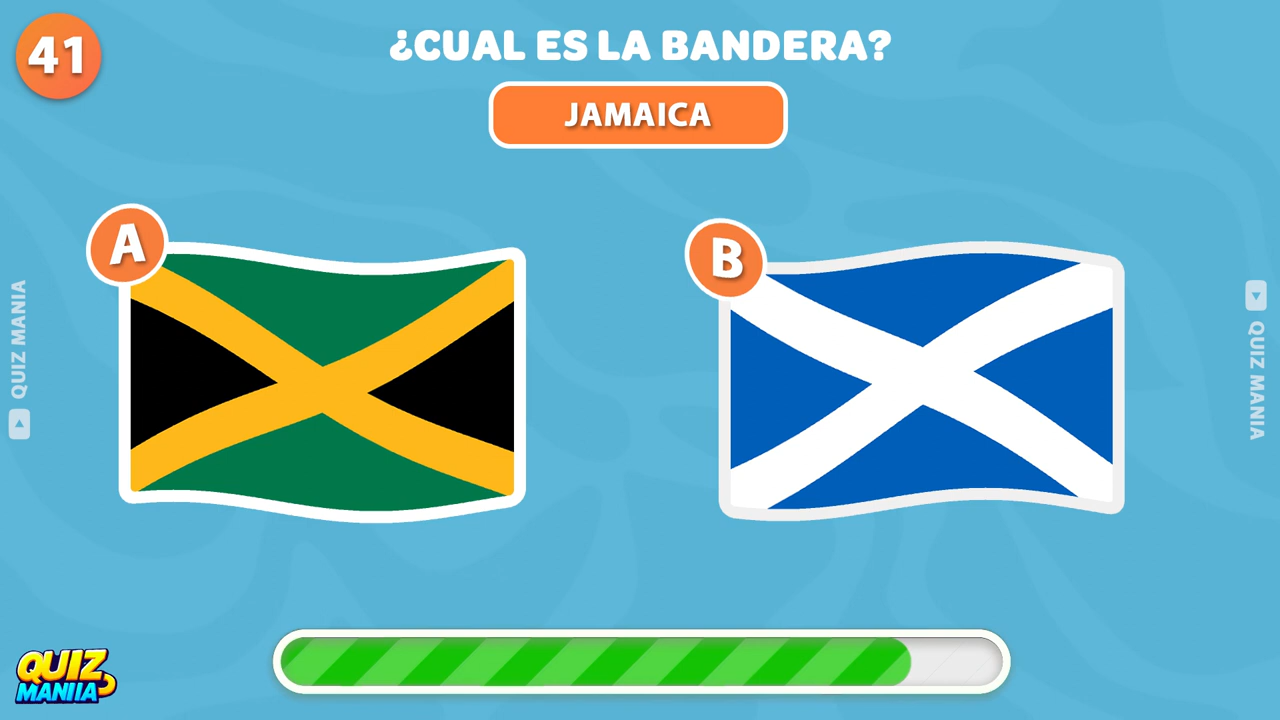 41
¿CUAL ES LA BANDERA?
JAMAICA
A
B
QUIZ MANIA
QUIZ MANIA
QUIZ
MANIIA